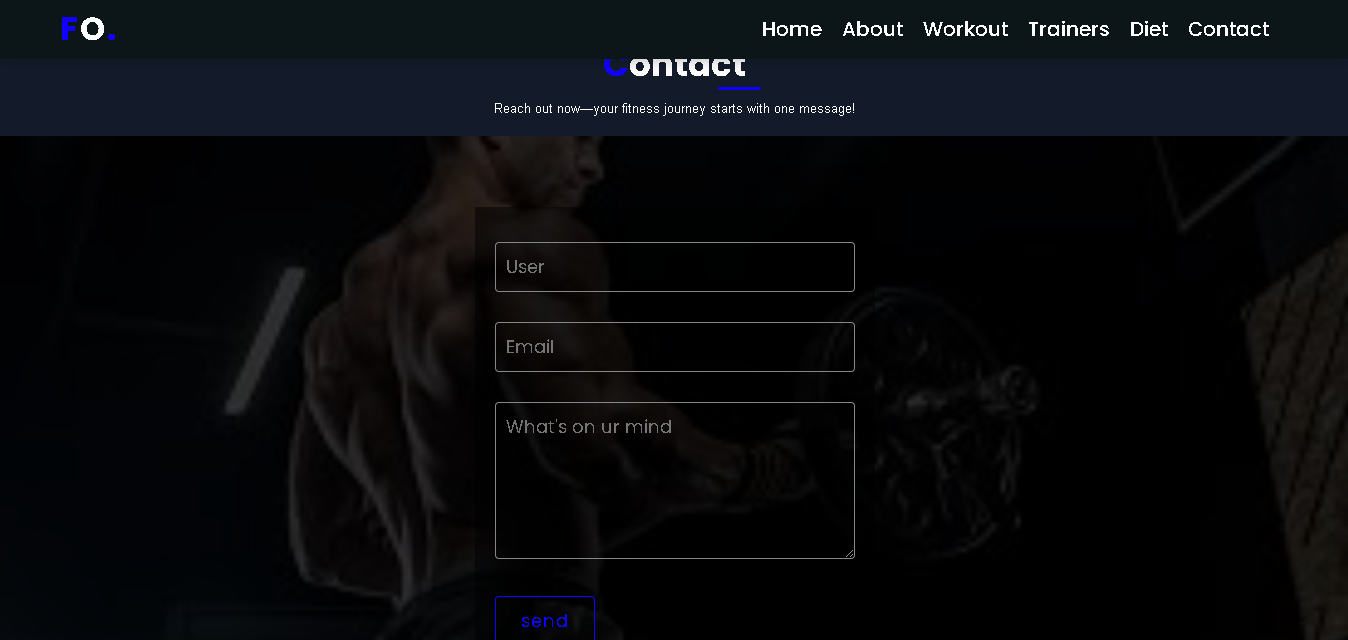 FO.
Home About Workout Trainers Diet Contact
Contact
Reach out now—your fitness journey starts with one message!
User
Email
What's on ur mind
send